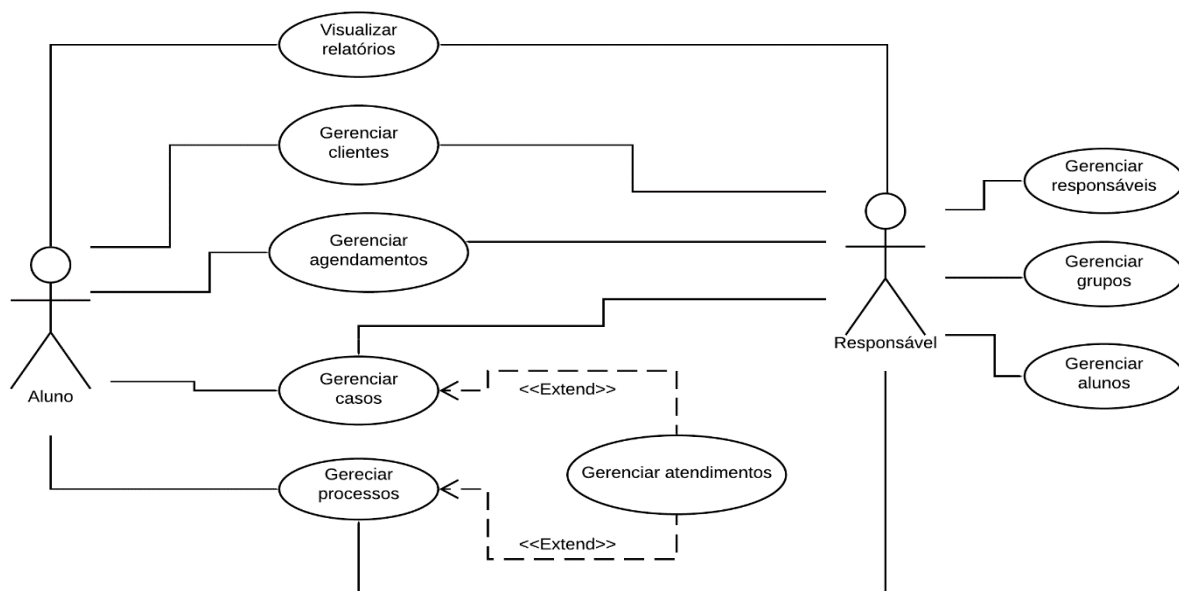 Visualizar
relatórios
Gerenciar
clientes
Gerenciar
responsáveis
Gerenciar
agendamentos
Gerenciar
grupos
Responsável
Gerenciar
alunos
Gerenciar
casos
<<Extend>>
Aluno
Gerenciar atendimentos
Gereciar
processos
<<Extend>>